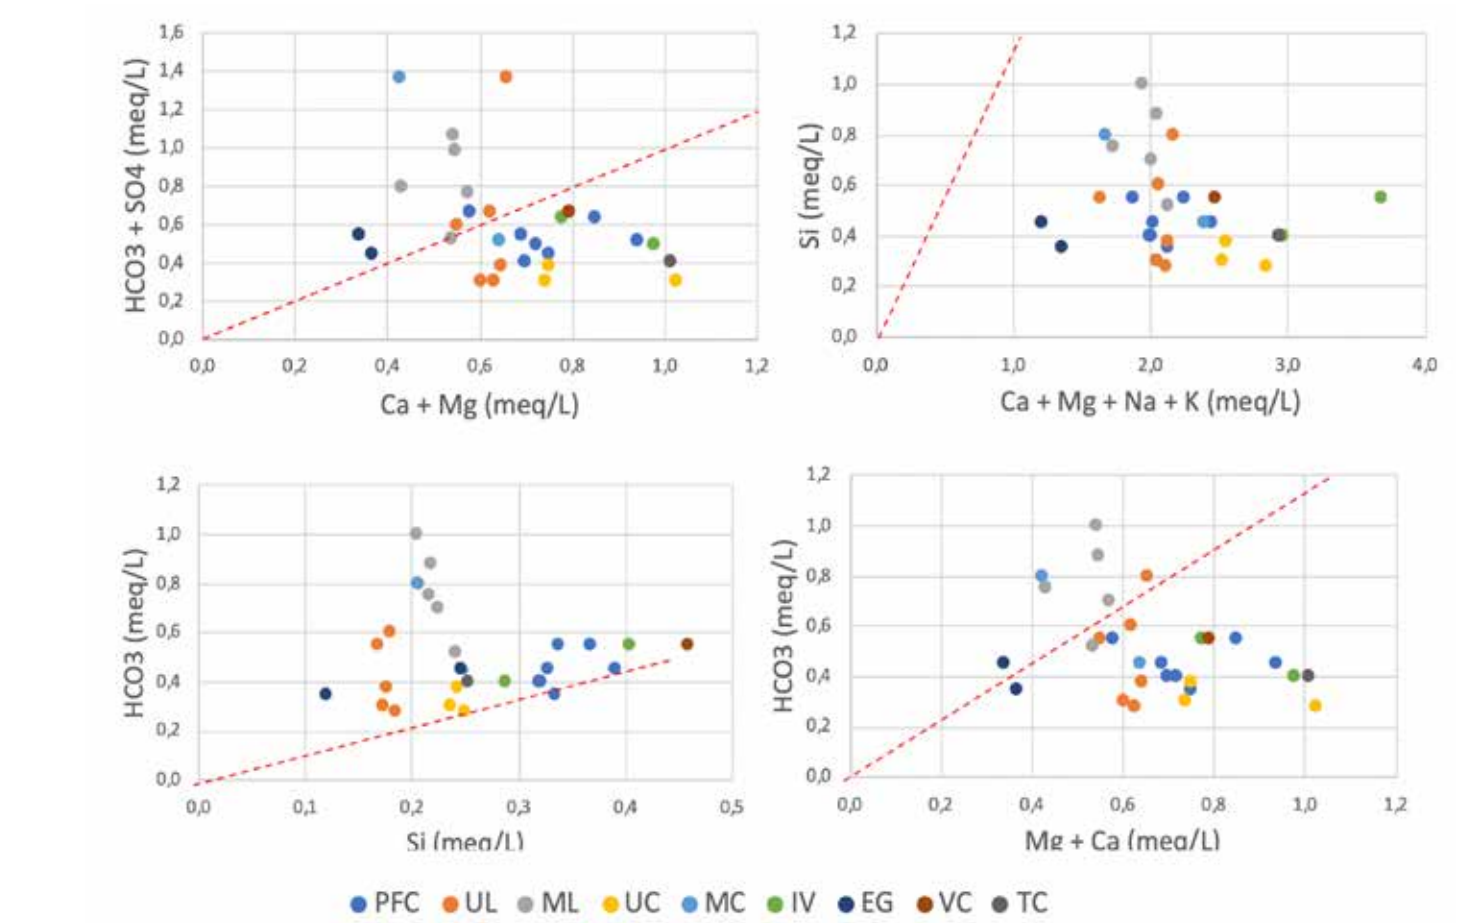 1,6
1,4
1,2
1,0
0,8
0,6
0,4
0,2
0,0
HCO3 + SO4 (meq/L)
0,0 0,2 0,4 0,6 0,8 1,0 1,2
Ca + Mg (meq/L)
1,2
1,0
0,8
0,6
0,4
0,2
0,0
Si (meq/L)
0,0 1,0 2,0 3,0 4,0
Ca + Mg + Na + K (meq/L)
1,2
1,0
0,8
0,6
0,4
0,2
0,0
HCO3 (meq/L)
0,0 0,1 0,2 0,3 0,4 0,5
Si (meq/L)
1,2
1,0
0,8
0,6
0,4
0,2
0,0
HCO3 (meq/L)
0,0 0,2 0,4 0,6 0,8 1,0 1,2
Mg + Ca (meq/L)
PFC UL ML UC MC IV EG VC TC